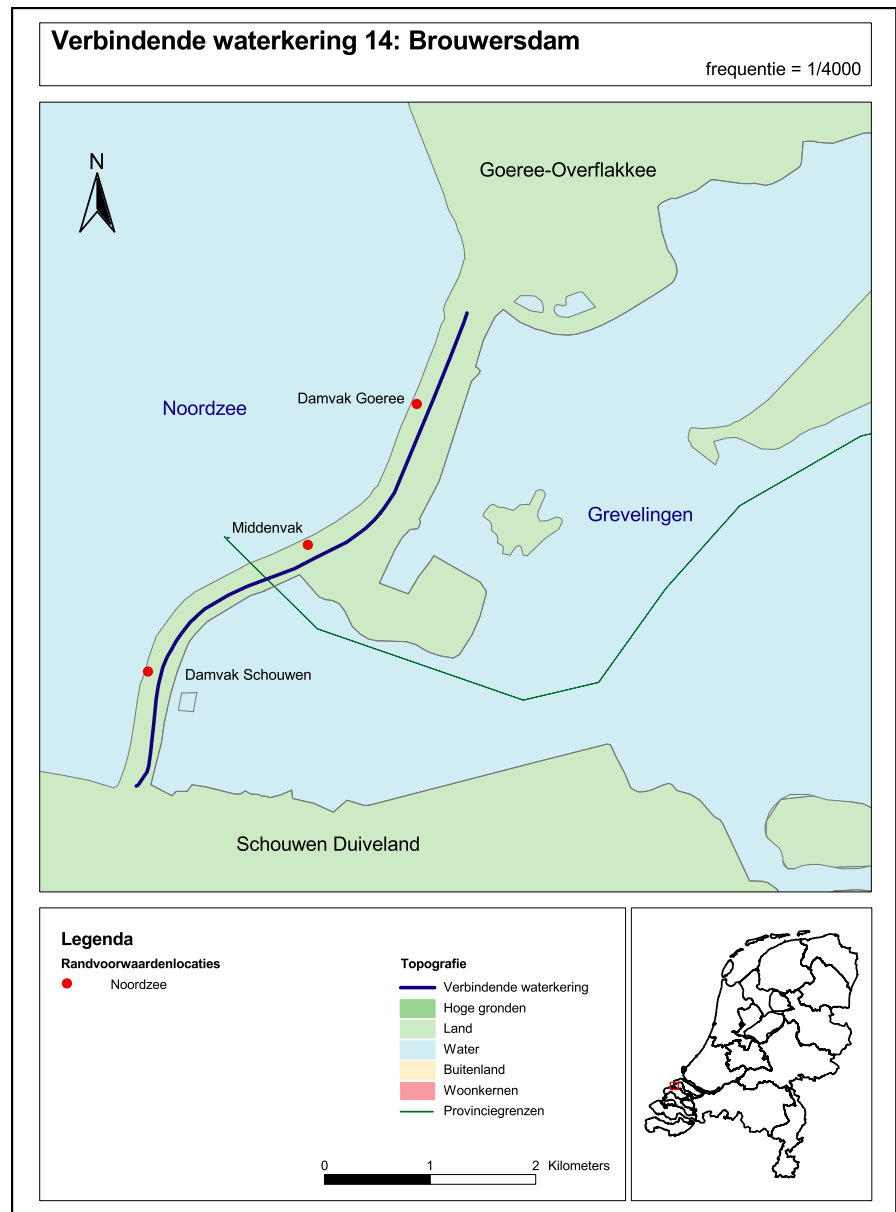 Verbindende waterkering 14: Brouwersdam
frequentie = 1/4000
N
Goeree-Overflakkee
Damvak Goeree
Noordzee
Grevelingen
Middenvak
Damvak Schouwen
Schouwen Duiveland
Legenda
Randvoorwaardenlocaties
Noordzee
Topografie
Verbindende waterkering
Hoge gronden
Land
Water
Buitenland
Woonkernen
Provinciegrenzen
0 1 2 Kilometers